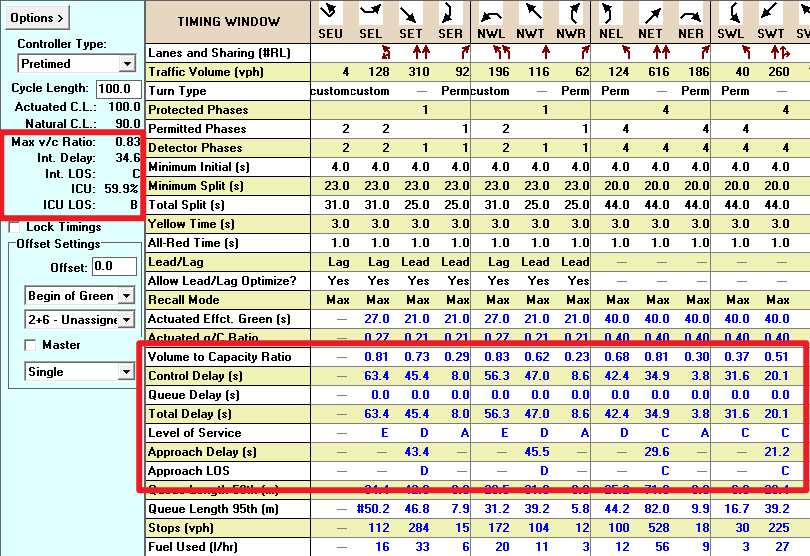 Options >
Controller Type:
Pretimed
Cycle Length: 100.0
Actuated C.L.: 100.0
Natural C.L.: 90.0
Max v/c Ratio: 0.83
Int. Delay: 34.6
Int. LOS: C
ICU: 59.9%
ICU LOS: B
Lock Timings
Offset Settings
Offset: 0.0
Begin of Green
2+6 - Unassigne
Master
Single
TIMING WINDOW SEU SEL SET SER NWL NWT NWR NEL NET NER SWL SWT SW
Lanes and Sharing (#RL)
Traffic Volume (vph) 4 128 310 92 196 116 62 124 616 186 40 260
Turn Type custom custom — Perm custom — Perm Perm — Perm Perm —
Protected Phases 1 1 4 4
Permitted Phases 2 2 1 2 1 4 4 4
Detector Phases 2 2 1 1 2 1 1 4 4 4 4 4
Minimum Initial (s) 4.0 4.0 4.0 4.0 4.0 4.0 4.0 4.0 4.0 4.0 4.0 4.0
Minimum Split (s) 23.0 23.0 23.0 23.0 23.0 23.0 23.0 20.0 20.0 20.0 20.0 20.0
Total Split (s) 31.0 31.0 25.0 25.0 31.0 25.0 25.0 44.0 44.0 44.0 44.0 44.0
Yellow Time (s) 3.0 3.0 3.0 3.0 3.0 3.0 3.0 3.0 3.0 3.0 3.0 3.0
All-Red Time (s) 1.0 1.0 1.0 1.0 1.0 1.0 1.0 1.0 1.0 1.0 1.0 1.0
Lead/Lag Lag Lag Lead Lead Lag Lead Lead — — — — —
Allow Lead/Lag Optimize? Yes Yes Yes Yes Yes Yes Yes — — — — —
Recall Mode Max Max Max Max Max Max Max Max Max Max Max Max
Actuated Effct. Green (s) — 27.0 21.0 21.0 27.0 21.0 21.0 40.0 40.0 40.0 40.0 40.0
Actuated g/C Ratio — 0.27 0.21 0.21 0.27 0.21 0.21 0.40 0.40 0.40 0.40 0.40
Volume to Capacity Ratio — 0.81 0.73 0.29 0.83 0.62 0.23 0.68 0.81 0.30 0.37 0.51
Control Delay (s) — 63.4 45.4 8.0 56.3 47.0 8.6 42.4 34.9 3.8 31.6 20.1
Queue Delay (s) — 0.0 0.0 0.0 0.0 0.0 0.0 0.0 0.0 0.0 0.0 0.0
Total Delay (s) — 63.4 45.4 8.0 56.3 47.0 8.6 42.4 34.9 3.8 31.6 20.1
Level of Service — E D A E D A D C A C C
Approach Delay (s) — — 43.4 — — 45.5 — — 29.6 — — 21.2
Approach LOS — — D — — D — — C — — C
Queue Length 95th (m) — #50.2 46.8 7.9 31.2 39.2 5.8 44.2 82.0 9.9 16.7 39.2
Stops (vph) — 112 284 15 172 104 12 100 528 18 30 225
Fuel Used (l/hr) — 16 33 6 20 11 3 12 56 9 3 27